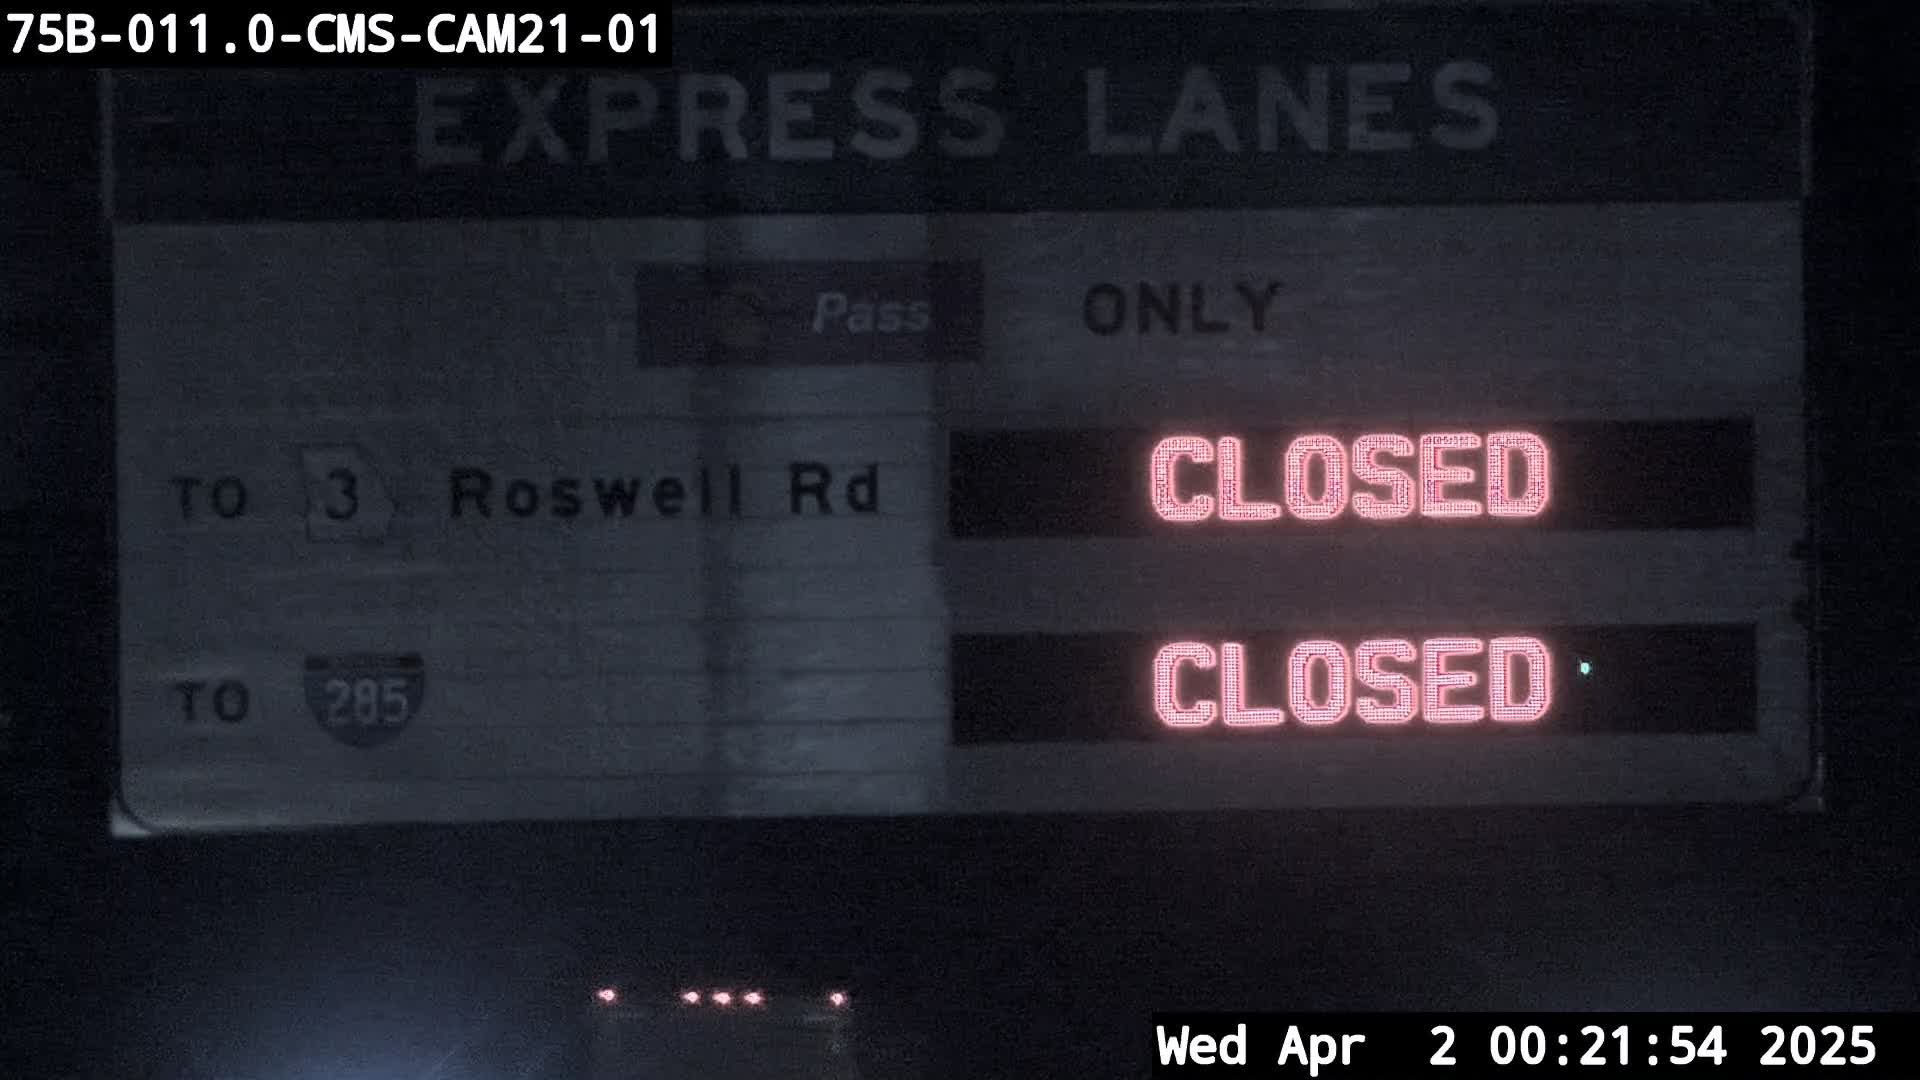 75B-011.0-CMS-CAM21-01
EXPRESS LANES
Pass ONLY
TO 3 Roswell Rd CLOSED
TO 285 CLOSED
Wed Apr 2 00:21:54 2025